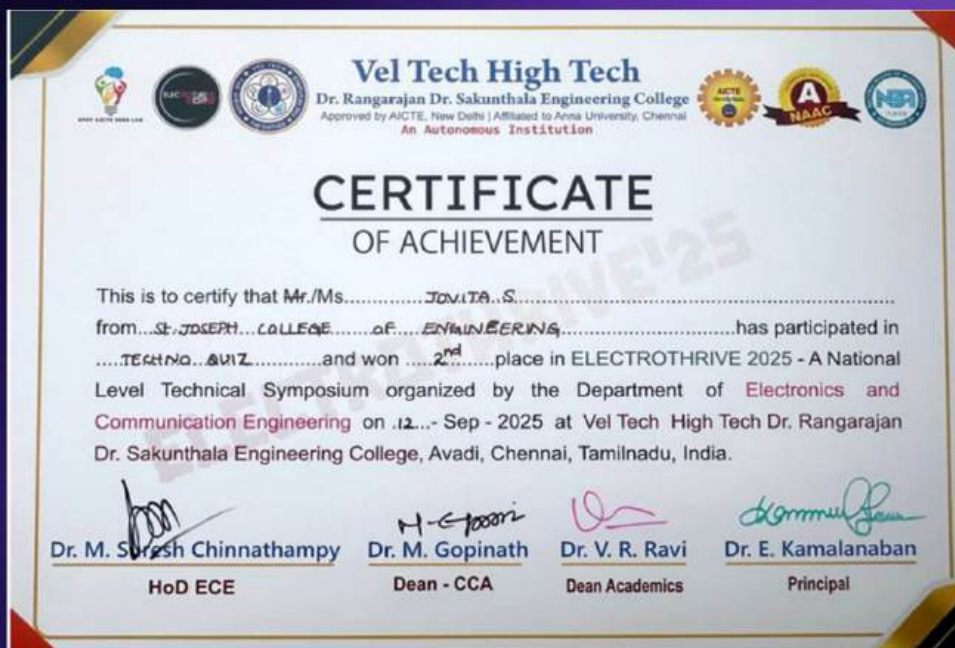 Vel Tech High Tech
Dr. Rangarajan Dr. Sakunthala Engineering College
Approved by AICTE, New Delhi | Affiliated to Anna University, Chennai
An Autonomous Institution
AICTE
A
NAAC
NBA
CERTIFICATE
OF ACHIEVEMENT
ELECTROTHRIVE'25
This is to certify that Mr./Ms.............JOVITA. S..............
from...St. JOSEPH...COLLEGE.....of...ENGINEERING..................has participated in
....TECHNO. QUIZ.........and won ....2nd.....place in ELECTROTHRIVE 2025 - A National
Level Technical Symposium organized by the Department of Electronics and
Communication Engineering on .12...- Sep - 2025 at Vel Tech High Tech Dr. Rangarajan
Dr. Sakunthala Engineering College, Avadi, Chennai, Tamilnadu, India.
Dr. M. Suresh Chinnathampy Dr. M. Gopinath Dr. V. R. Ravi Dr. E. Kamalanaban
HoD ECE Dean - CCA Dean Academics Principal